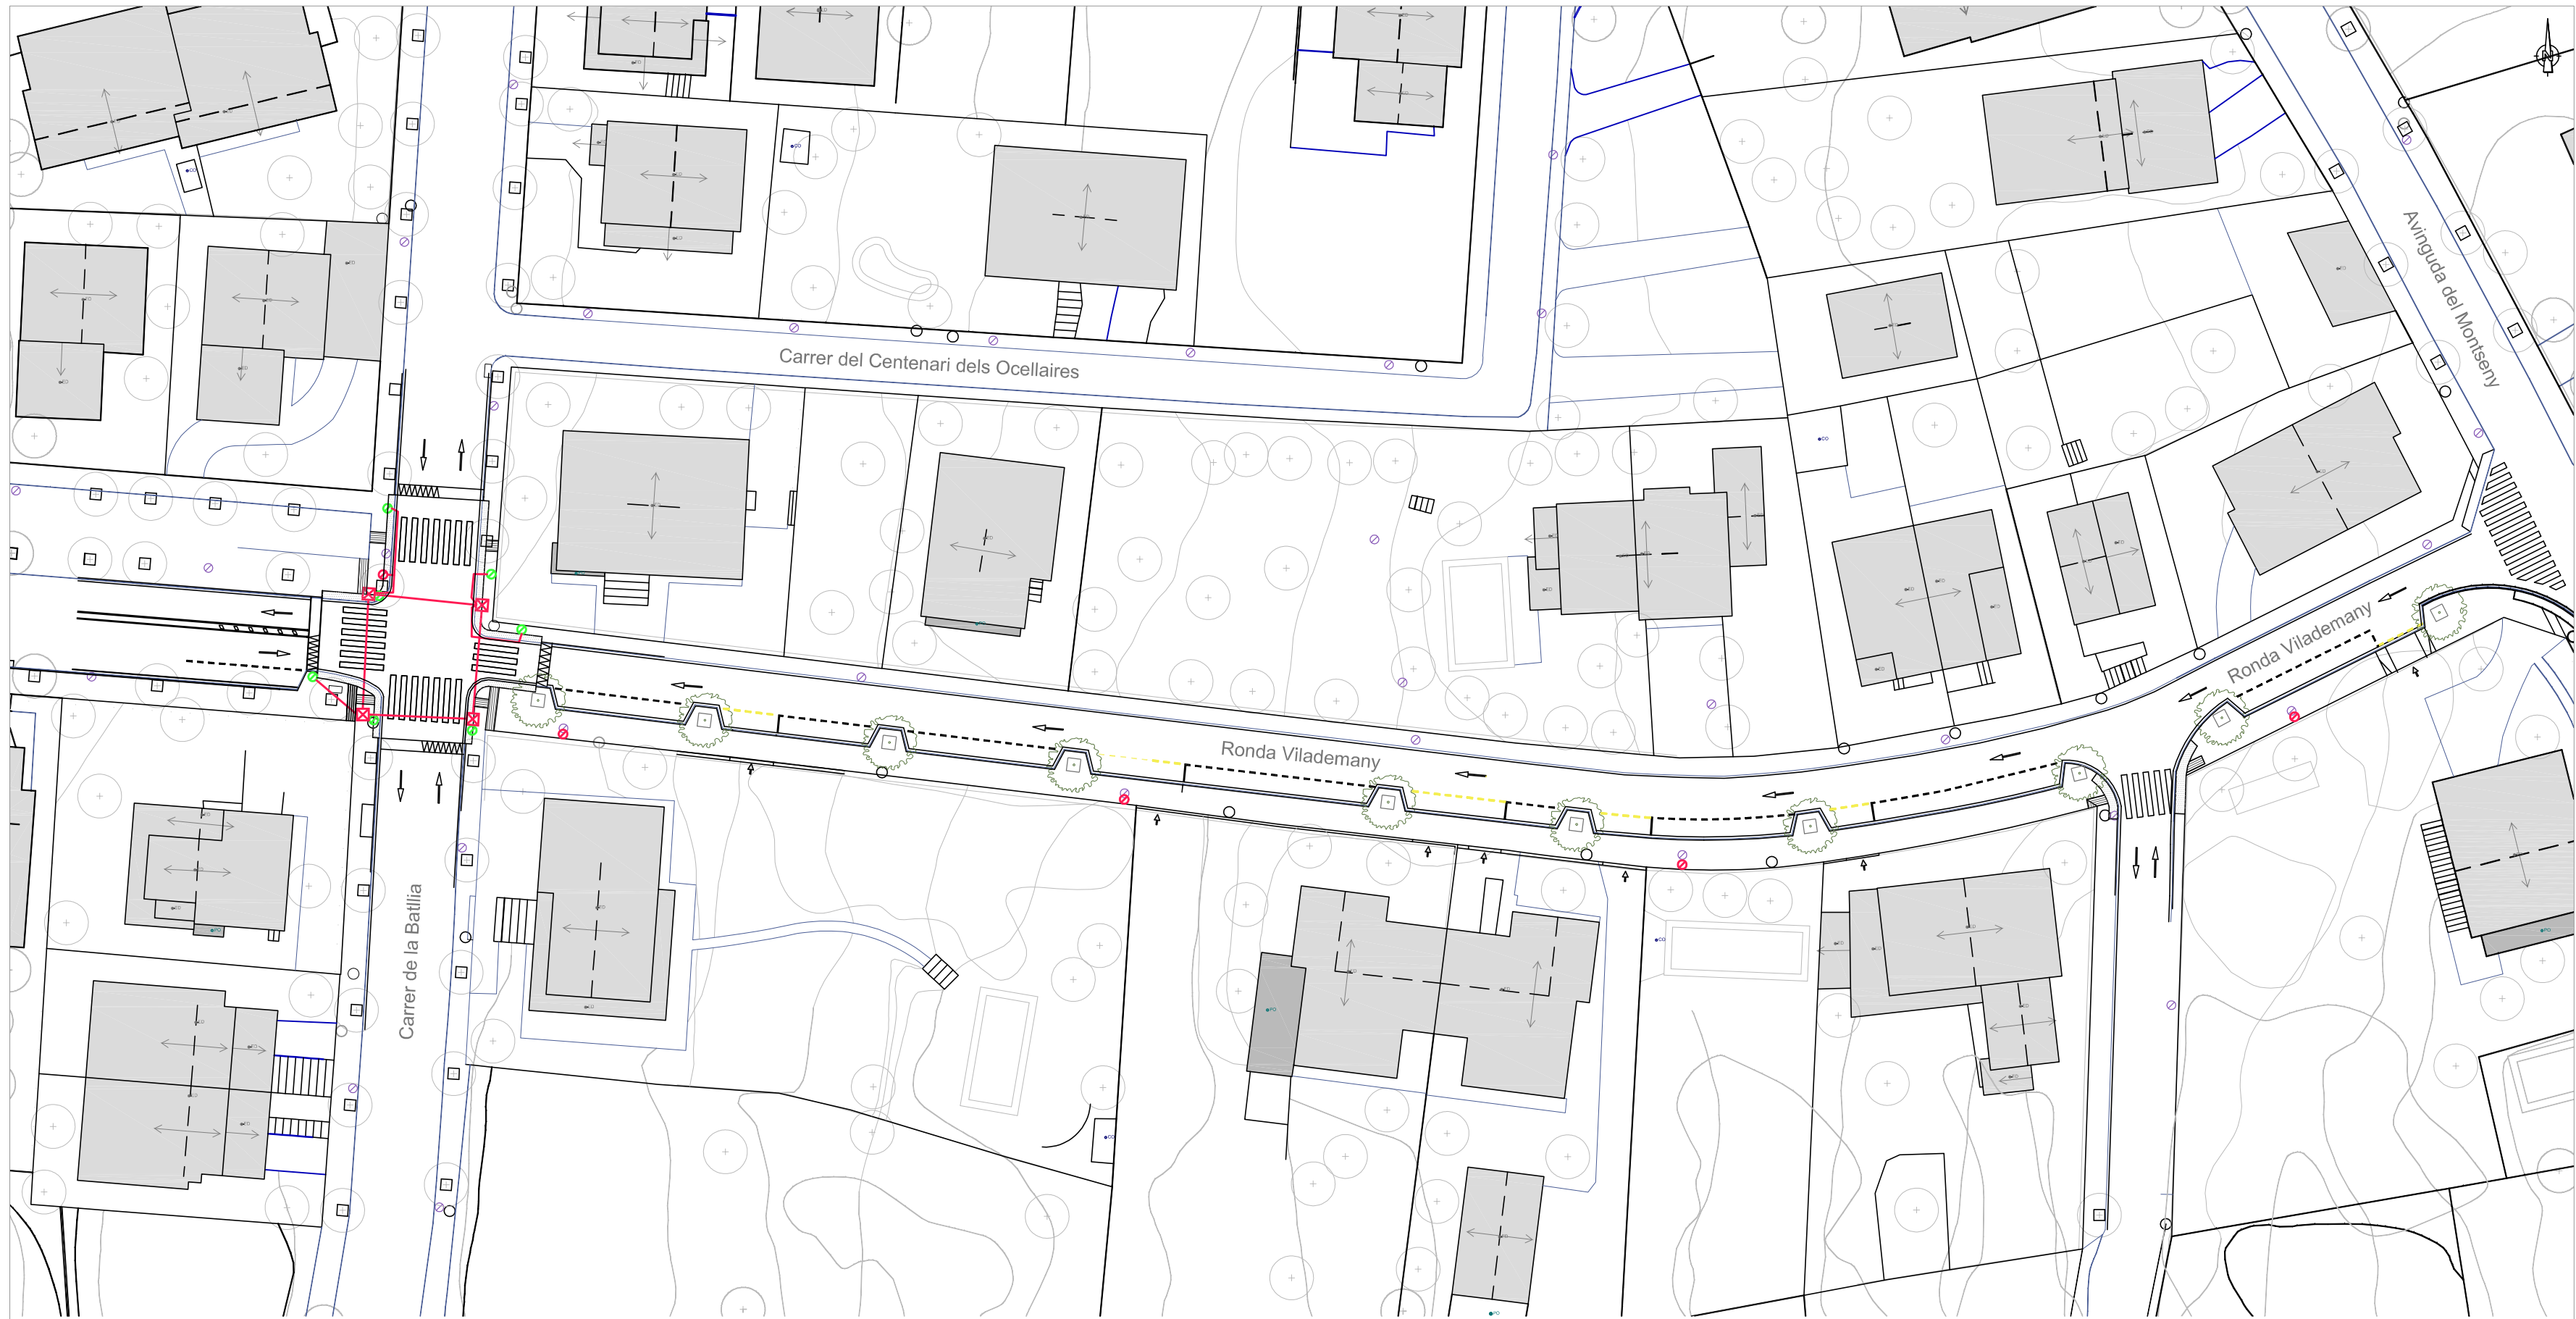 Avinguda del Montseny
Carrer del Centenari dels Ocellaires
Ronda Vilademany
Ronda Vilademany
Carrer de la Batllia